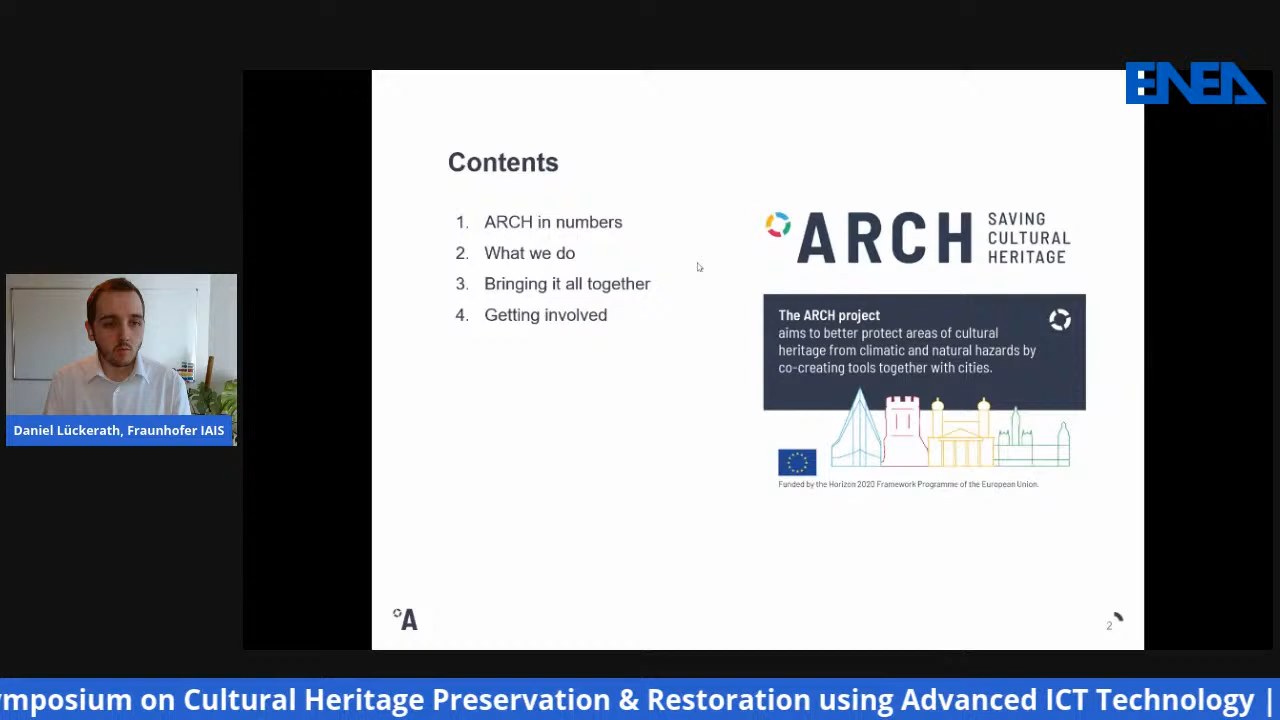 ENEA
Contents
1. ARCH in numbers
2. What we do
3. Bringing it all together
4. Getting involved
ARCH
SAVING
CULTURAL
HERITAGE
The ARCH project
aims to better protect areas of cultural
heritage from climatic and natural hazards by
co-creating tools together with cities.
Funded by the Horizon 2020 Framework Programme of the European Union.
Daniel Lückerath, Fraunhofer IAIS
A
2
ymposium on Cultural Heritage Preservation & Restoration using Advanced ICT Technology |